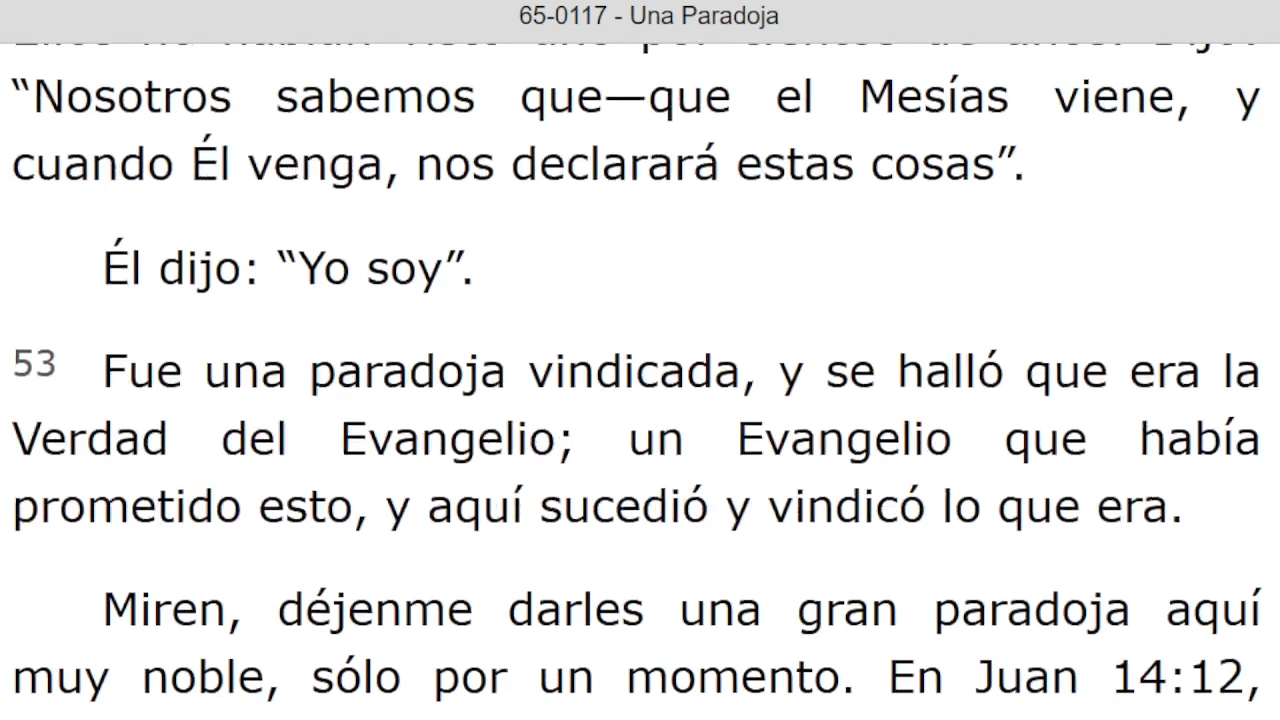 65-0117 - Una Paradoja
“Nosotros sabemos que—que el Mesías viene, y
cuando Él venga, nos declarará estas cosas”.
Él dijo: “Yo soy”.
53 Fue una paradoja vindicada, y se halló que era la
Verdad del Evangelio; un Evangelio que había
prometido esto, y aquí sucedió y vindicó lo que era.
Miren, déjenme darles una gran paradoja aquí
muy noble, sólo por un momento. En Juan 14:12,